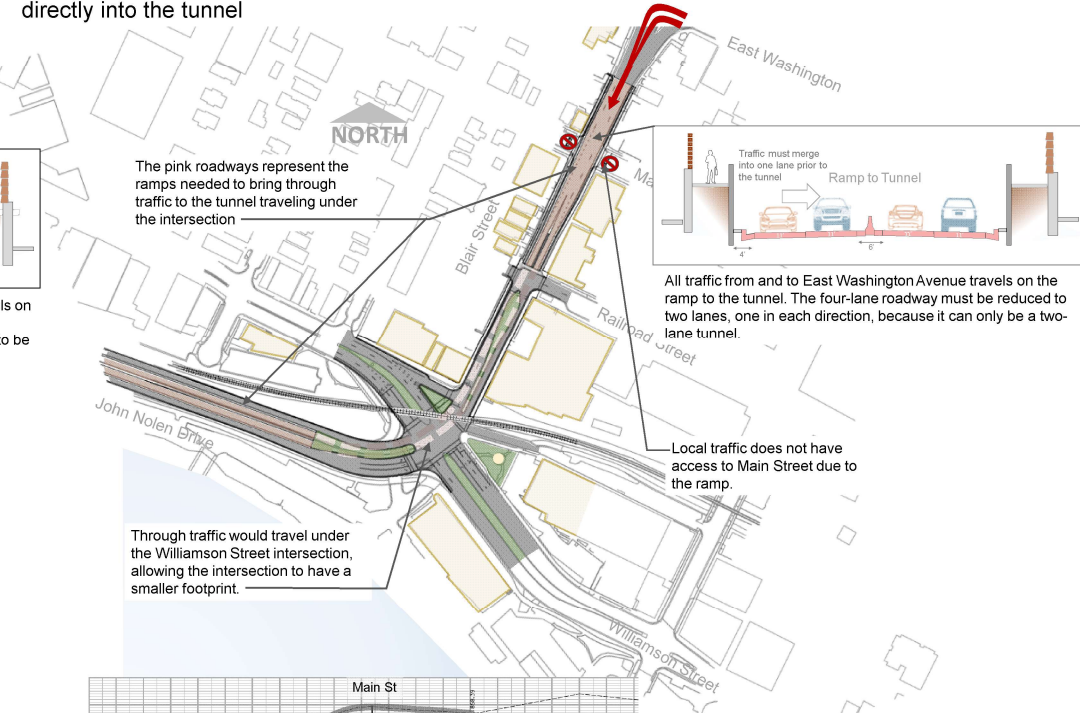 directly into the tunnel
East Washington
NORTH
The pink roadways represent the
ramps needed to bring through
traffic to the tunnel traveling under
the intersection
Blair Street
Ma
Traffic must merge
into one lane prior to
the tunnel
Ramp to Tunnel
4'
6'
All traffic from and to East Washington Avenue travels on the
ramp to the tunnel. The four-lane roadway must be reduced to
two lanes, one in each direction, because it can only be a two-
lane tunnel.
ls on
to be
Railroad Street
John Nolen Drive
Local traffic does not have
access to Main Street due to
the ramp.
Through traffic would travel under
the Williamson Street intersection,
allowing the intersection to have a
smaller footprint.
Williamson Street
Main St